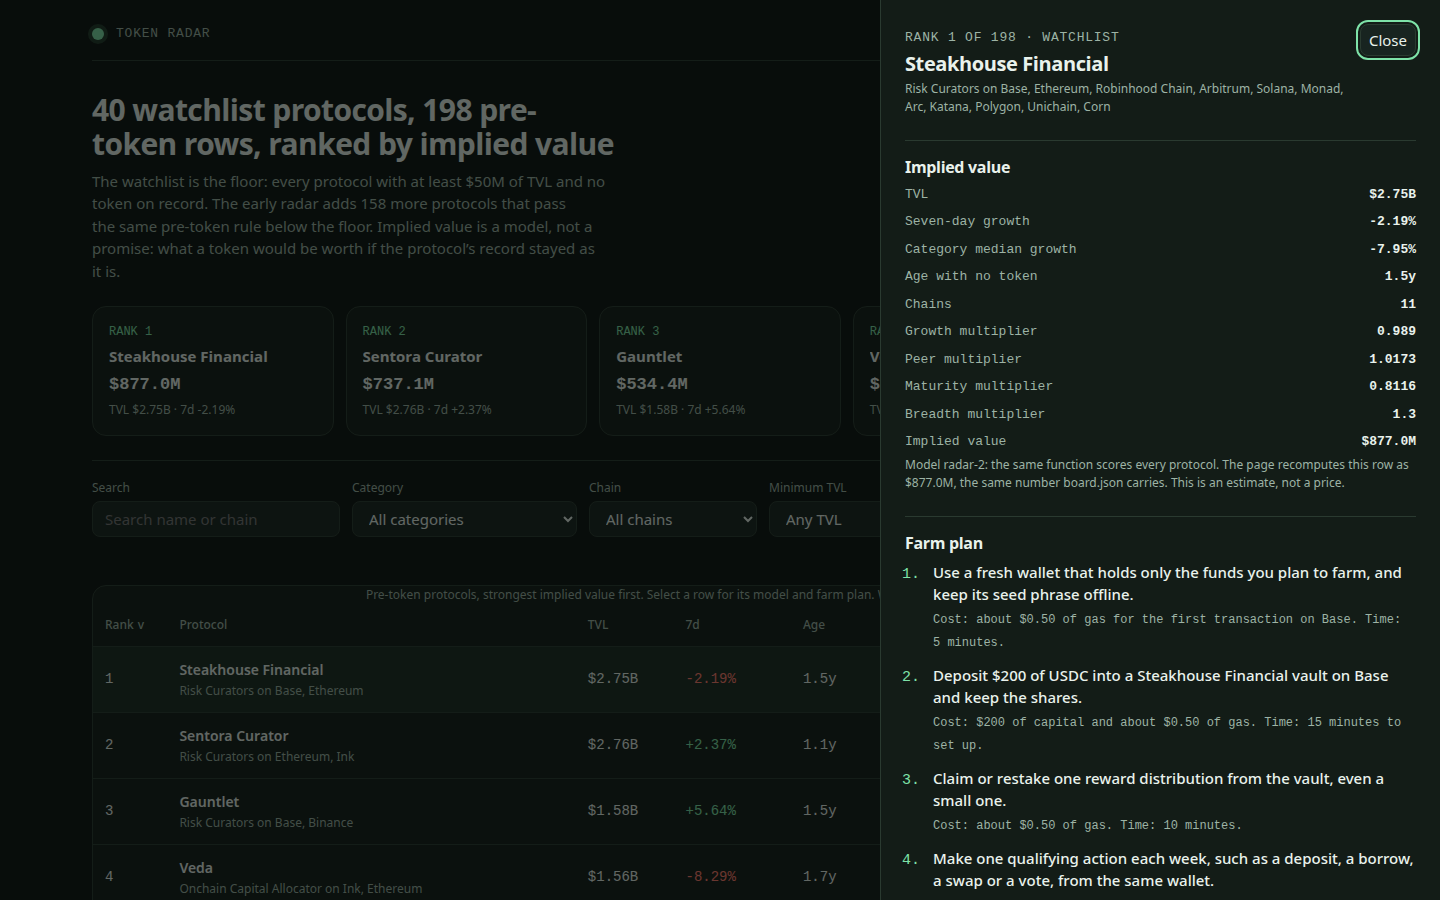 TOKEN RADAR
40 watchlist protocols, 198 pre-
token rows, ranked by implied value
The watchlist is the floor: every protocol with at least $50M of TVL and no
token on record. The early radar adds 158 more protocols that pass
the same pre-token rule below the floor. Implied value is a model, not a
promise: what a token would be worth if the protocol's record stayed as
it is.
RANK 1
Steakhouse Financial
$877.0M
TVL $2.75B · 7d -2.19%
RANK 2
Sentora Curator
$737.1M
TVL $2.76B · 7d +2.37%
RANK 3
Gauntlet
$534.4M
TVL $1.58B · 7d +5.64%
Search
Category
Chain
Minimum TVL
Search name or chain
All categories
All chains
Any TVL
Pre-token protocols, strongest implied value first. Select a row for its model and farm plan.
Rank v
Protocol
TVL
7d
Age
1
Steakhouse Financial
Risk Curators on Base, Ethereum
$2.75B
-2.19%
1.5y
2
Sentora Curator
Risk Curators on Ethereum, Ink
$2.76B
+2.37%
1.1y
3
Gauntlet
Risk Curators on Base, Binance
$1.58B
+5.64%
1.5y
4
Veda
Onchain Capital Allocator on Ink, Ethereum
$1.56B
-8.29%
1.7y
RANK 1 OF 198 · WATCHLIST
Close
Steakhouse Financial
Risk Curators on Base, Ethereum, Robinhood Chain, Arbitrum, Solana, Monad,
Arc, Katana, Polygon, Unichain, Corn
Implied value
TVL $2.75B
Seven-day growth -2.19%
Category median growth -7.95%
Age with no token 1.5y
Chains 11
Growth multiplier 0.989
Peer multiplier 1.0173
Maturity multiplier 0.8116
Breadth multiplier 1.3
Implied value $877.0M
Model radar-2: the same function scores every protocol. The page recomputes this row as
$877.0M, the same number board.json carries. This is an estimate, not a price.
Farm plan
1. Use a fresh wallet that holds only the funds you plan to farm, and
keep its seed phrase offline.
Cost: about $0.50 of gas for the first transaction on Base. Time:
5 minutes.
2. Deposit $200 of USDC into a Steakhouse Financial vault on Base
and keep the shares.
Cost: $200 of capital and about $0.50 of gas. Time: 15 minutes to
set up.
3. Claim or restake one reward distribution from the vault, even a
small one.
Cost: about $0.50 of gas. Time: 10 minutes.
4. Make one qualifying action each week, such as a deposit, a borrow,
a swap or a vote, from the same wallet.